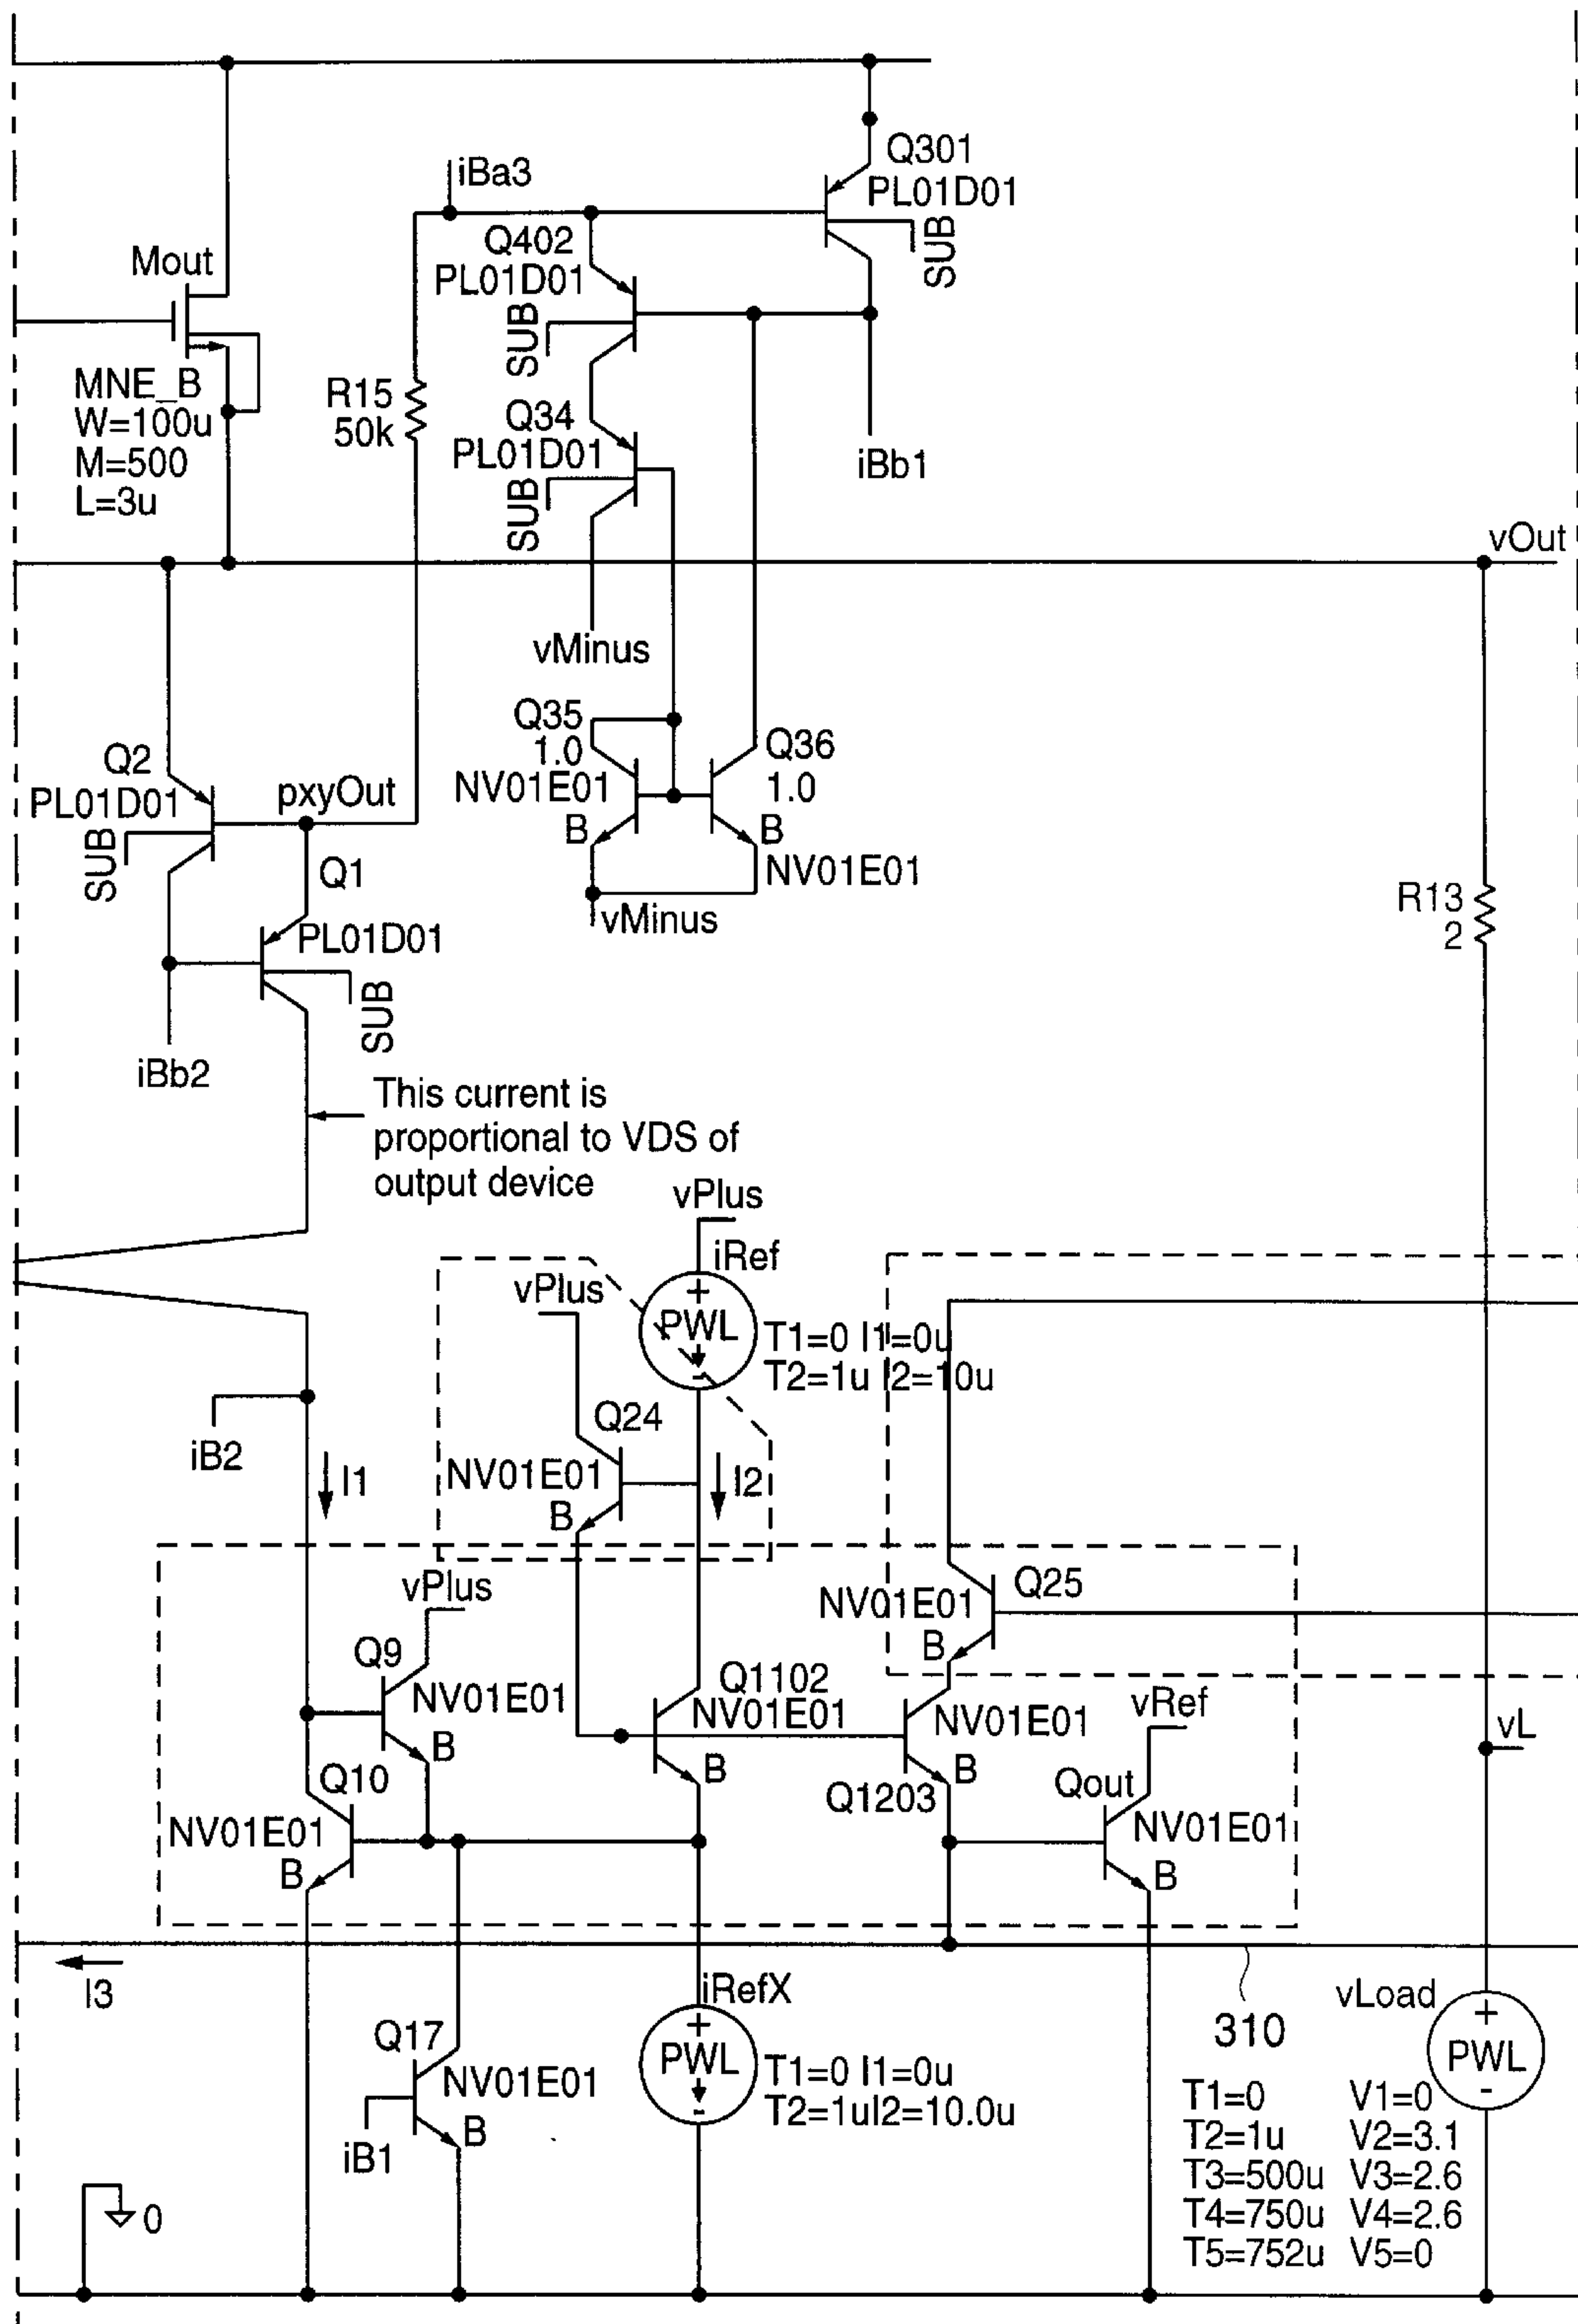 Q301
PL01D01
SUB
iBa3
Q402
PL01D01
SUB
Mout
MNE_B
W=100u
M=500
L=3u
R15
50k
Q34
PL01D01
SUB
iBb1
vOut
vMinus
Q35
1.0
NV01E01
B
Q36
1.0
B
NV01E01
vMinus
Q2
PL01D01
SUB
pxyOut
Q1
PL01D01
SUB
iBb2
R13
2
This current is
proportional to VDS of
output device
vPlus
iRef
+
PWL
-
T1=0 I1=0u
T2=1u I2=10u
vPlus
Q24
NV01E01
B
I2
iB2
I1
vPlus
Q9
NV01E01
B
Q10
NV01E01
B
Q1102
NV01E01
B
Q25
NV01E01
B
NV01E01
B
Q1203
vRef
Qout
NV01E01
B
vL
I3
310
iRefX
+
PWL
-
T1=0 I1=0u
T2=1uI2=10.0u
Q17
NV01E01
B
iB1
0
vLoad
+
PWL
-
T1=0 V1=0
T2=1u V2=3.1
T3=500u V3=2.6
T4=750u V4=2.6
T5=752u V5=0